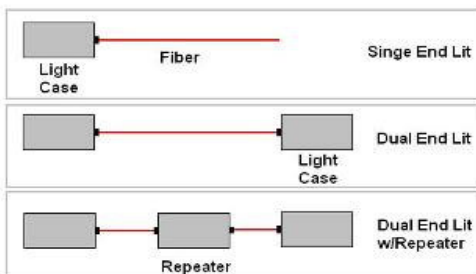 Light
Case
Fiber
Singe End Lit
Dual End Lit
Light
Case
Dual End Lit
w/Repeater
Repeater